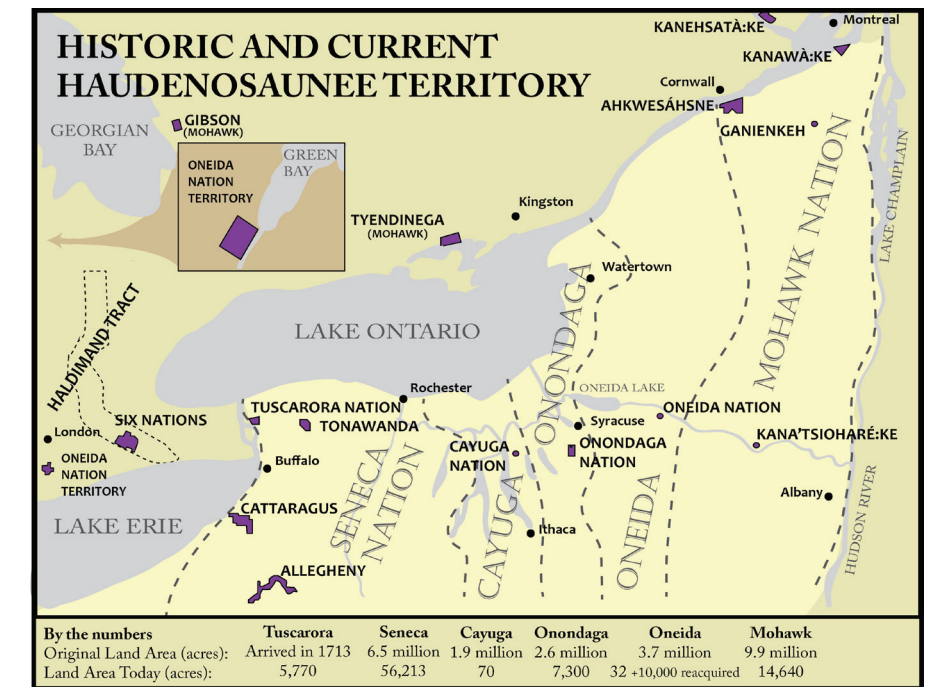 HISTORIC AND CURRENT
HAUDENOSAUNEE TERRITORY
KANEHSATÀ:KE
Montreal
KANAWÀ:KE
Cornwall
AHKWESÁHSNE
GANIENKEH
GEORGIAN
BAY
GIBSON
(MOHAWK)
ONEIDA
NATION
TERRITORY
GREEN
BAY
TYENDINEGA
(MOHAWK)
Kingston
Watertown
MOHAWK NATION
LAKE CHAMPLAIN
HALDIMAND TRACT
LAKE ONTARIO
ONONDAGA
ONEIDA LAKE
Rochester
TUSCARORA NATION
TONAWANDA
SIX NATIONS
London
ONEIDA
NATION
TERRITORY
Buffalo
SENECA
NATION
CAYUGA
NATION
Syracuse
ONONDAGA
NATION
ONEIDA NATION
KANA'TSIOHARÉ:KE
Albany
HUDSON RIVER
LAKE ERIE
CATTARAGUS
ALLEGHENY
CAYUGA
Ithaca
ONEIDA
By the numbers Tuscarora Seneca Cayuga Onondaga Oneida Mohawk
Original Land Area (acres): Arrived in 1713 6.5 million 1.9 million 2.6 million 3.7 million 9.9 million
Land Area Today (acres): 5,770 56,213 70 7,300 32 +10,000 reacquired 14,640